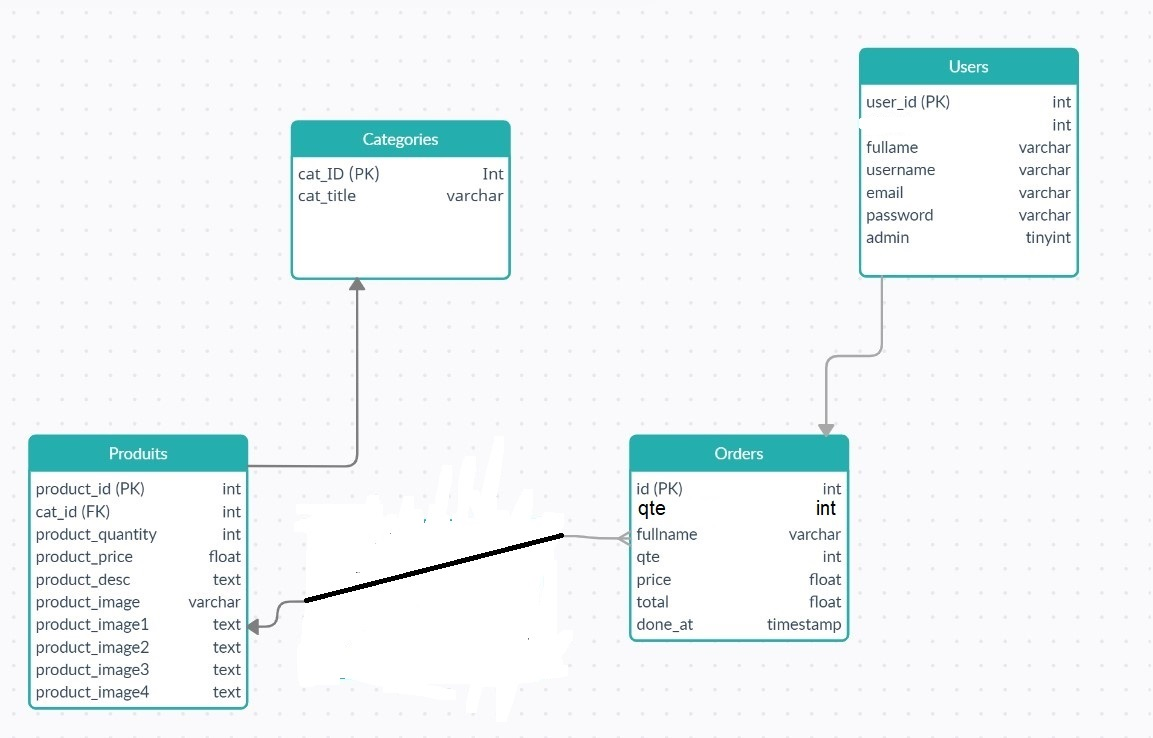 Users
user_id (PK) int
int
fullame varchar
username varchar
email varchar
password varchar
admin tinyint
Categories
cat_ID (PK) Int
cat_title varchar
Produits
product_id (PK) int
cat_id (FK) int
product_quantity int
product_price float
product_desc text
product_image varchar
product_image1 text
product_image2 text
product_image3 text
product_image4 text
Orders
id (PK) int
qte int
fullname varchar
qte int
price float
total float
done_at timestamp